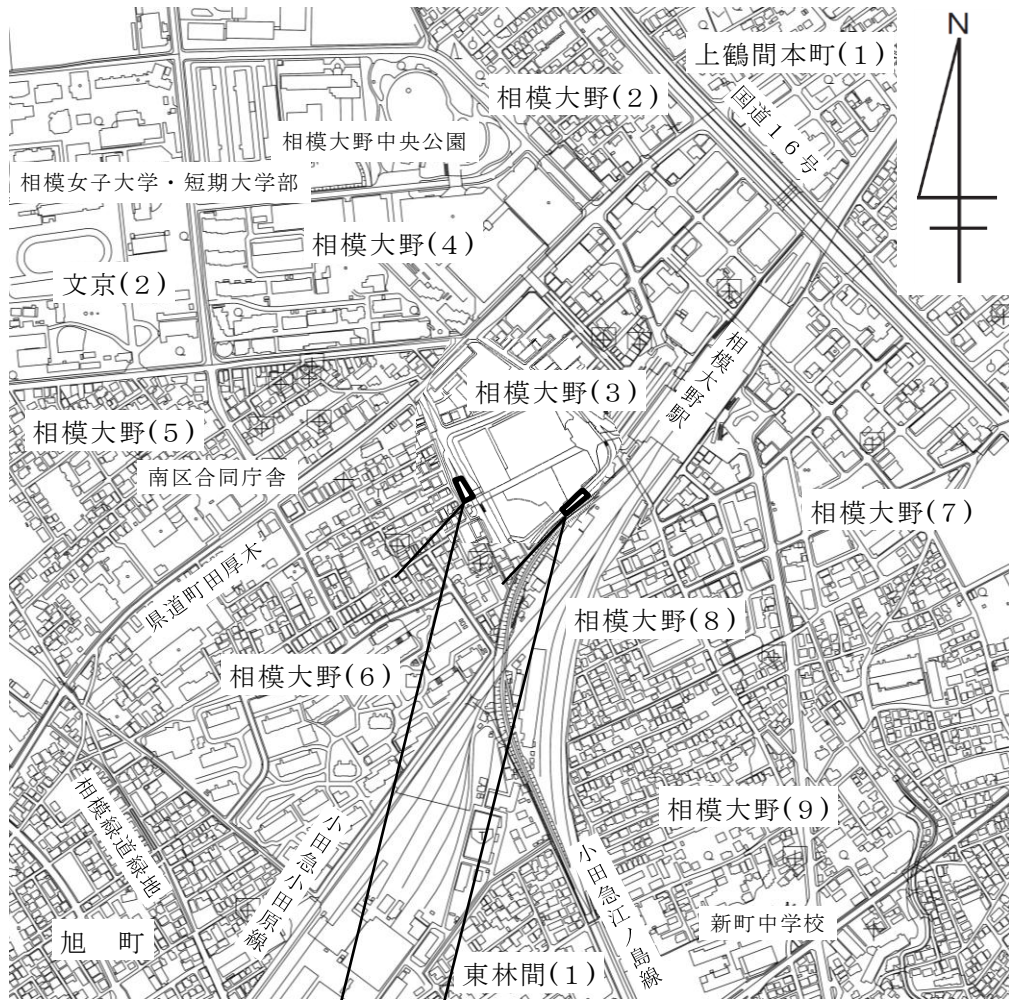 N
上鶴間本町(1)
相模大野(2)
国道16号
相模大野中央公園
相模女子大学・短期大学部
相模大野(4)
文京(2)
相模大野駅
相模大野(3)
相模大野(5)
南区合同庁舎
相模大野(7)
県道町田厚木
相模大野(8)
相模大野(6)
相模緑道緑地
小田急小田原線
相模大野(9)
小田急江ノ島線
新町中学校
旭 町
東林間(1)